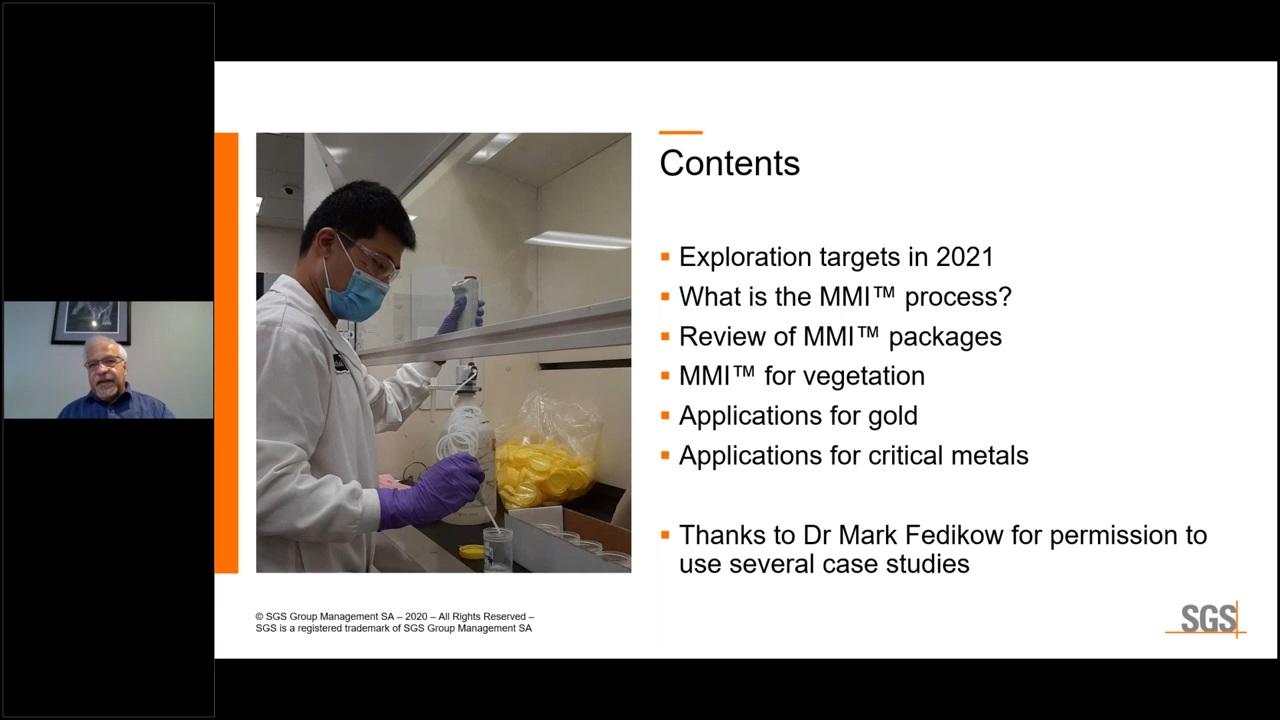 Contents
Exploration targets in 2021
What is the MMI™ process?
Review of MMI™ packages
MMI™ for vegetation
Applications for gold
Applications for critical metals
Thanks to Dr Mark Fedikow for permission to
use several case studies
© SGS Group Management SA – 2020 – All Rights Reserved –
SGS is a registered trademark of SGS Group Management SA
SGS